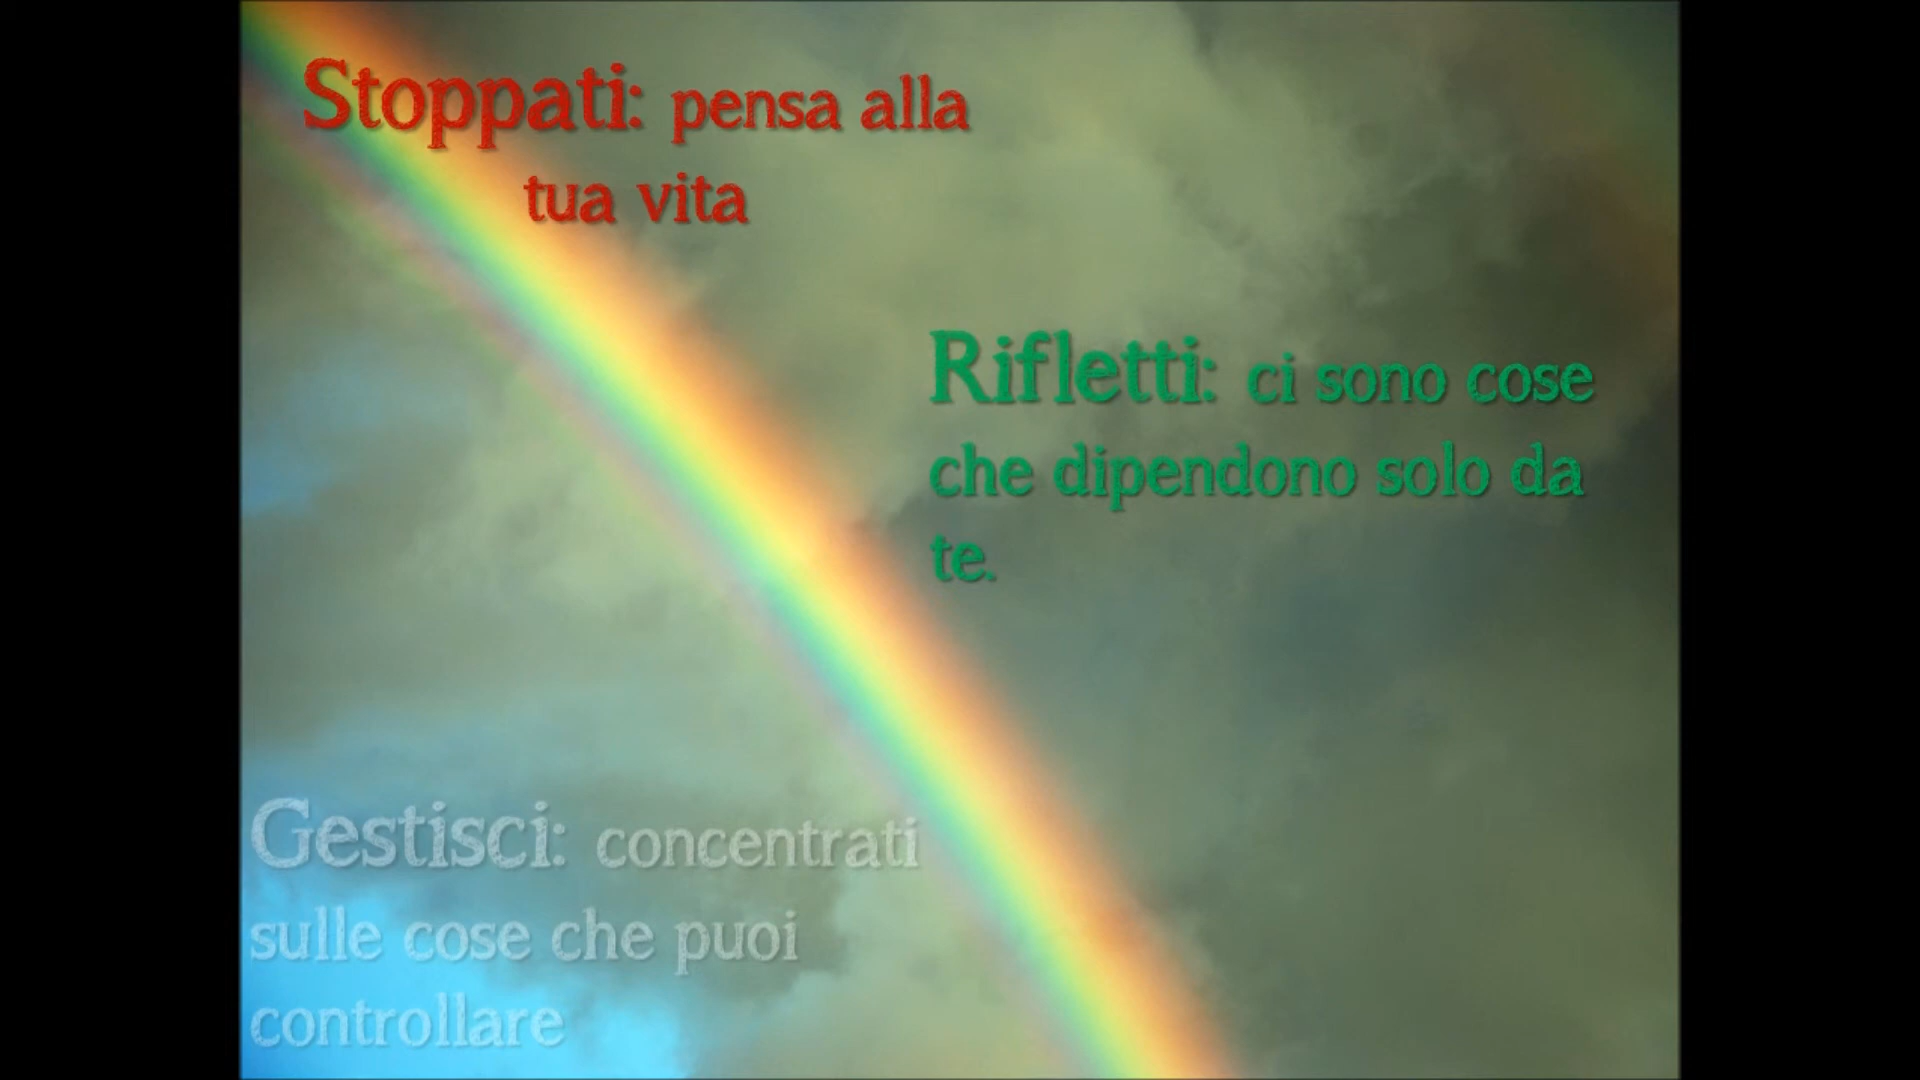 Stoppati: pensa alla
tua vita
Rifletti: ci sono cose
che dipendono solo da
te.
Gestisci: concentrati
sulle cose che puoi
controllare